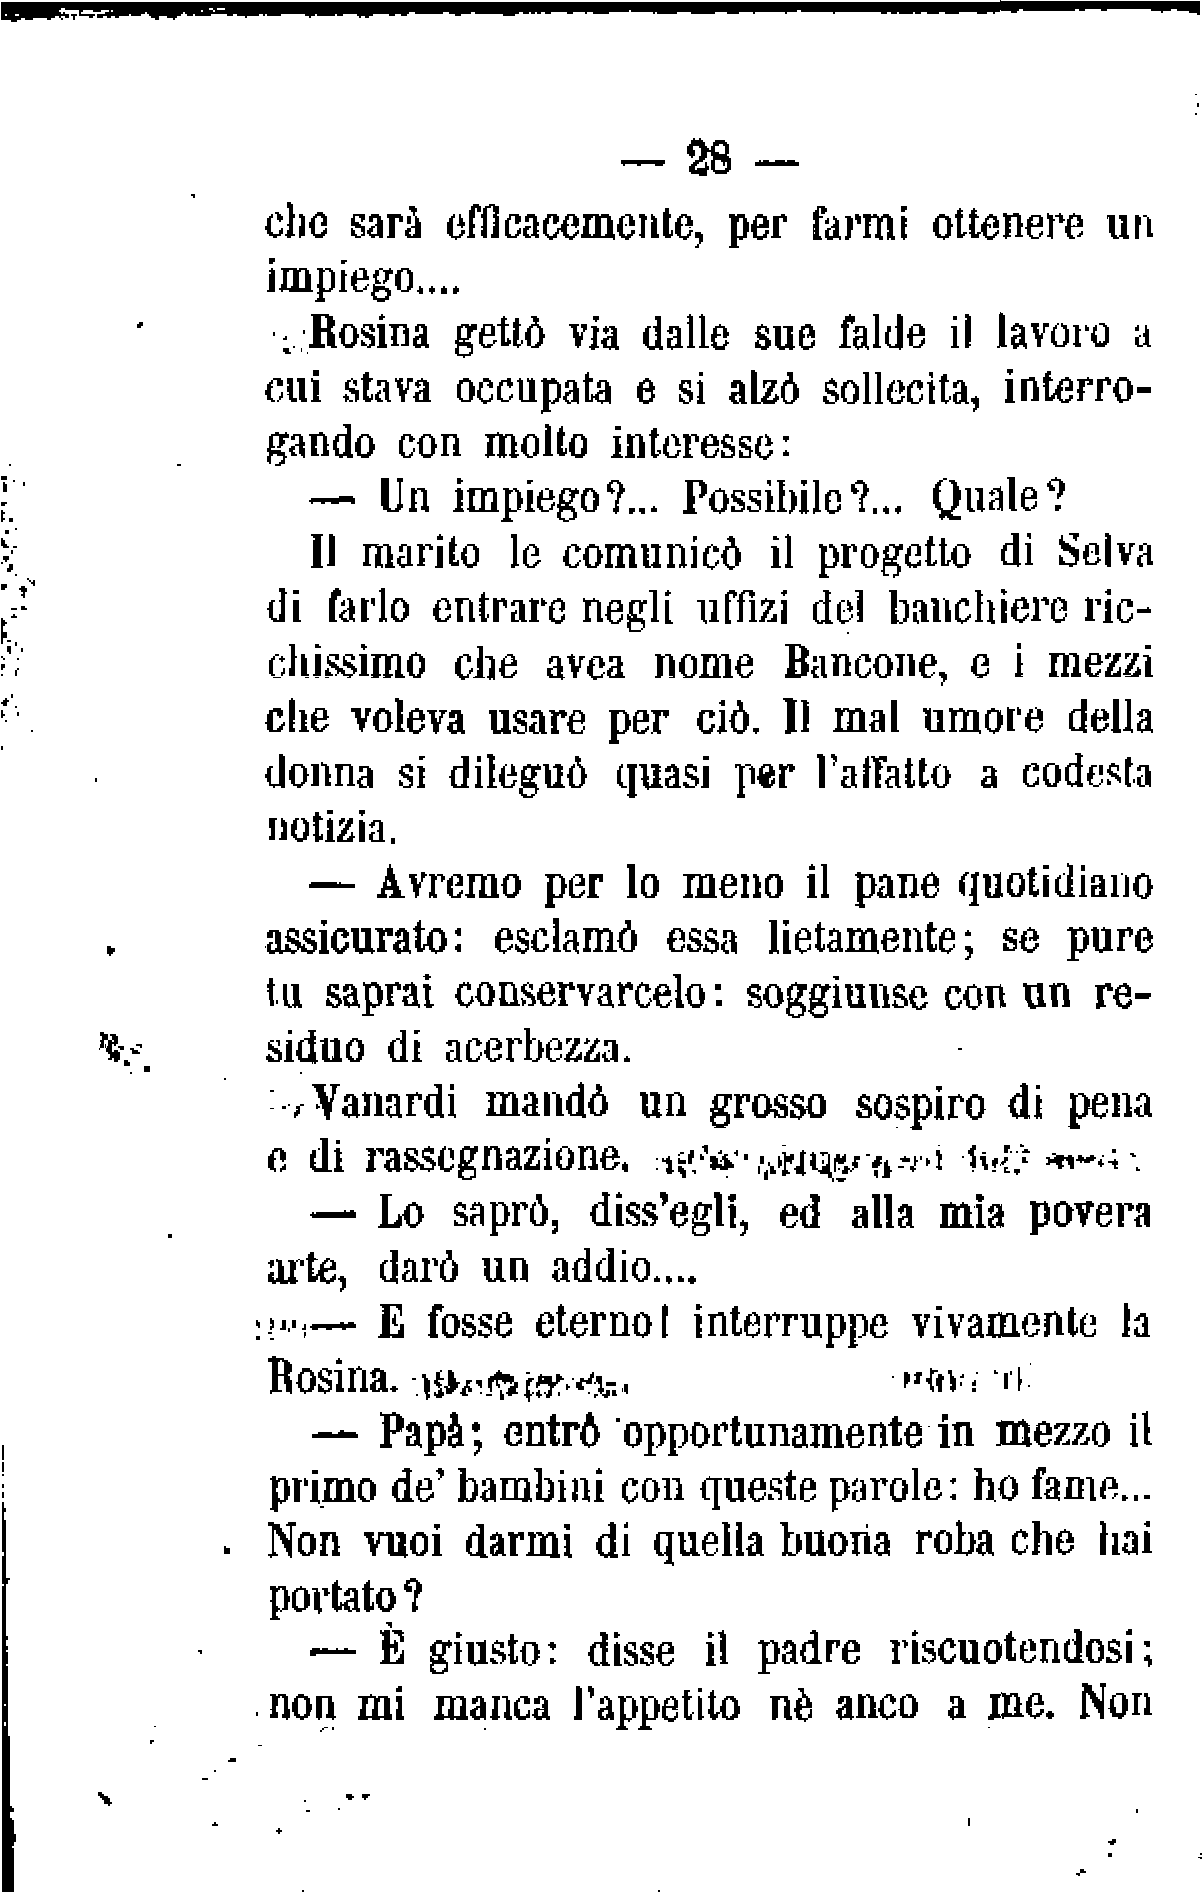 — 28 —
che sarà efficacemente, per farmi ottenere un
impiego....
Rosina gettò via dalle sue falde il lavoro a
cui stava occupata e si alzò sollecita, interro-
gando con molto interesse:
— Un impiego?... Possibile?... Quale?
Il marito le comunicò il progetto di Selva
di farlo entrare negli uffizi del banchiere ric-
chissimo che avea nome Bancone, e i mezzi
che voleva usare per ciò. Il mal umore della
donna si dileguò quasi per l'affatto a codesta
notizia.
— Avremo per lo meno il pane quotidiano
assicurato: esclamò essa lietamente; se pure
tu saprai conservarcelo: soggiunse con un re-
siduo di acerbezza.
Vanardi mandò un grosso sospiro di pena
e di rassegnazione.
— Lo saprò, diss'egli, ed alla mia povera
arte, darò un addio....
— E fosse eterno! interruppe vivamente la
Rosina.
— Papà; entrò opportunamente in mezzo il
primo de' bambini con queste parole: ho fame...
Non vuoi darmi di quella buona roba che hai
portato?
— È giusto: disse il padre riscuotendosi;
non mi manca l'appetito nè anco a me. Non